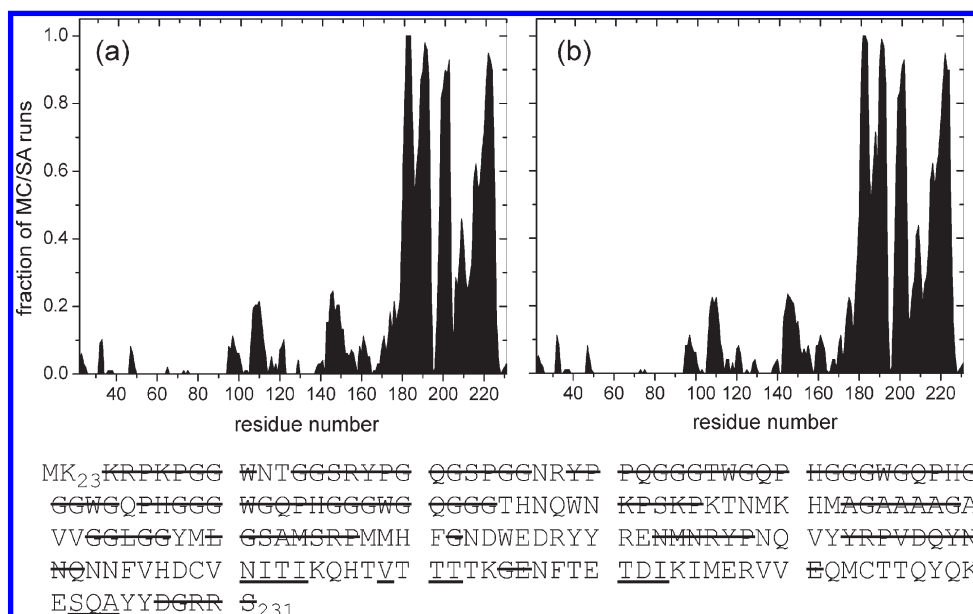 1.0
(a)
(b)
0.8
0.6
0.4
0.2
0.0
fraction of MC/SA runs
40 60 80 100 120 140 160 180 200 220
40 60 80 100 120 140 160 180 200 220
residue number
residue number
MK23KRPKPGG WNTGGSRYPG QGSPGGNRYP PQGGGTWGQP HGGGWGQPHG
GGWGQPHGGG WGQPHGGGWG QGGGTHNQWN KPSKPKTNMK HMAGAAAAGA
VVGGLGGYML GSAMSRPMMH FGNDWEDRYY RENMNRYPNQ VYYRPVDQYN
NQNNFVHDCV NITIKQHTVT TTTKGENFTE TDIKIMERVV EQMCTTQYQK
ESQAYYDGRR S231